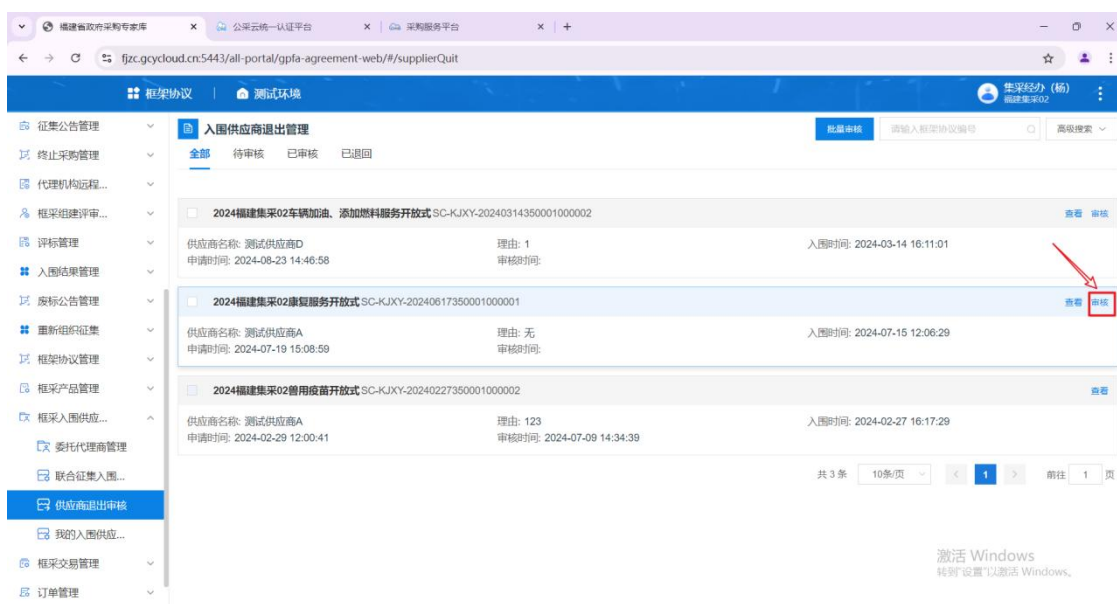 福建省政府采购专家库
公采云统一认证平台
采购服务平台
fjzc.gcycloud.cn:5443/all-portal/gpfa-agreement-web/#/supplierQuit
框架协议 | 测试环境
集采经办（杨）
福建集采02
征集公告管理
终止采购管理
代理机构远程...
框采组建评审...
评标管理
入围结果管理
废标公告管理
重新组织征集
框架协议管理
框采产品管理
框采入围供应...
委托代理商管理
联合征集入围...
供应商退出审核
我的入围供应...
框采交易管理
订单管理
入围供应商退出管理
批量审核 请输入框架协议编号 高级搜索
全部 待审核 已审核 已退回
2024福建集采02车辆加油、添加燃料服务开放式 SC-KJXY-20240314350001000002 查看 审核
供应商名称: 测试供应商D 理由: 1 入围时间: 2024-03-14 16:11:01
申请时间: 2024-08-23 14:46:58 审核时间:
2024福建集采02康复服务开放式 SC-KJXY-20240617350001000001 查看 审核
供应商名称: 测试供应商A 理由: 无 入围时间: 2024-07-15 12:06:29
申请时间: 2024-07-19 15:08:59 审核时间:
2024福建集采02兽用疫苗开放式 SC-KJXY-20240227350001000002 查看
供应商名称: 测试供应商A 理由: 123 入围时间: 2024-02-27 16:17:29
申请时间: 2024-02-29 12:00:41 审核时间: 2024-07-09 14:34:39
共 3 条 10条/页 < 1 > 前往 1 页
激活 Windows
转到"设置"以激活 Windows。